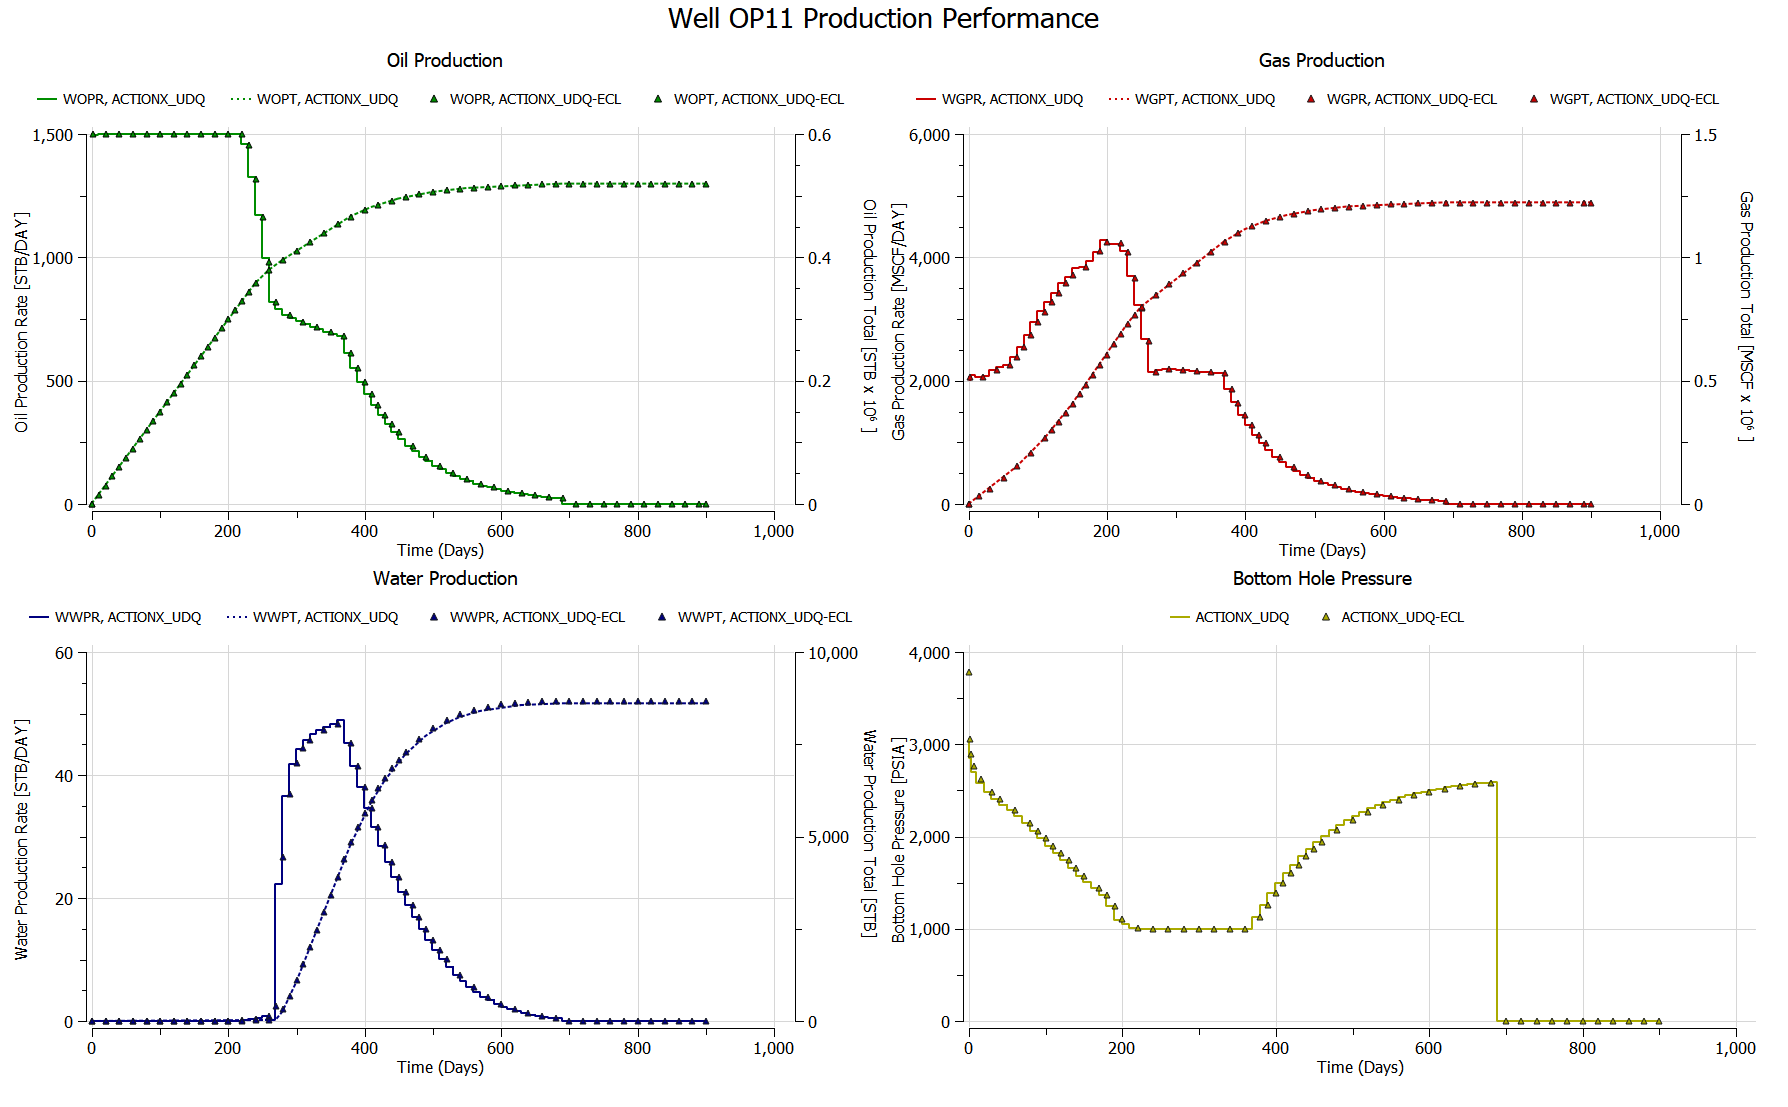 Well OP11 Production Performance
Oil Production
WOPR, ACTIONX_UDQ WOPT, ACTIONX_UDQ WOPR, ACTIONX_UDQ-ECL WOPT, ACTIONX_UDQ-ECL
Oil Production Rate [STB/DAY]
1,500
1,000
500
0
0.6
0.4
0.2
0
Oil Production Total [STB x 10⁶ ]
0 200 400 600 800 1,000
Time (Days)
Gas Production
WGPR, ACTIONX_UDQ WGPT, ACTIONX_UDQ WGPR, ACTIONX_UDQ-ECL WGPT, ACTIONX_UDQ-ECL
Gas Production Rate [MSCF/DAY]
6,000
4,000
2,000
0
1.5
1
0.5
0
Gas Production Total [MSCF x 10⁶ ]
0 200 400 600 800 1,000
Time (Days)
Water Production
WWPR, ACTIONX_UDQ WWPT, ACTIONX_UDQ WWPR, ACTIONX_UDQ-ECL WWPT, ACTIONX_UDQ-ECL
Water Production Rate [STB/DAY]
60
40
20
0
10,000
5,000
0
Water Production Total [STB]
0 200 400 600 800 1,000
Time (Days)
Bottom Hole Pressure
ACTIONX_UDQ ACTIONX_UDQ-ECL
Bottom Hole Pressure [PSIA]
4,000
3,000
2,000
1,000
0
0 200 400 600 800 1,000
Time (Days)